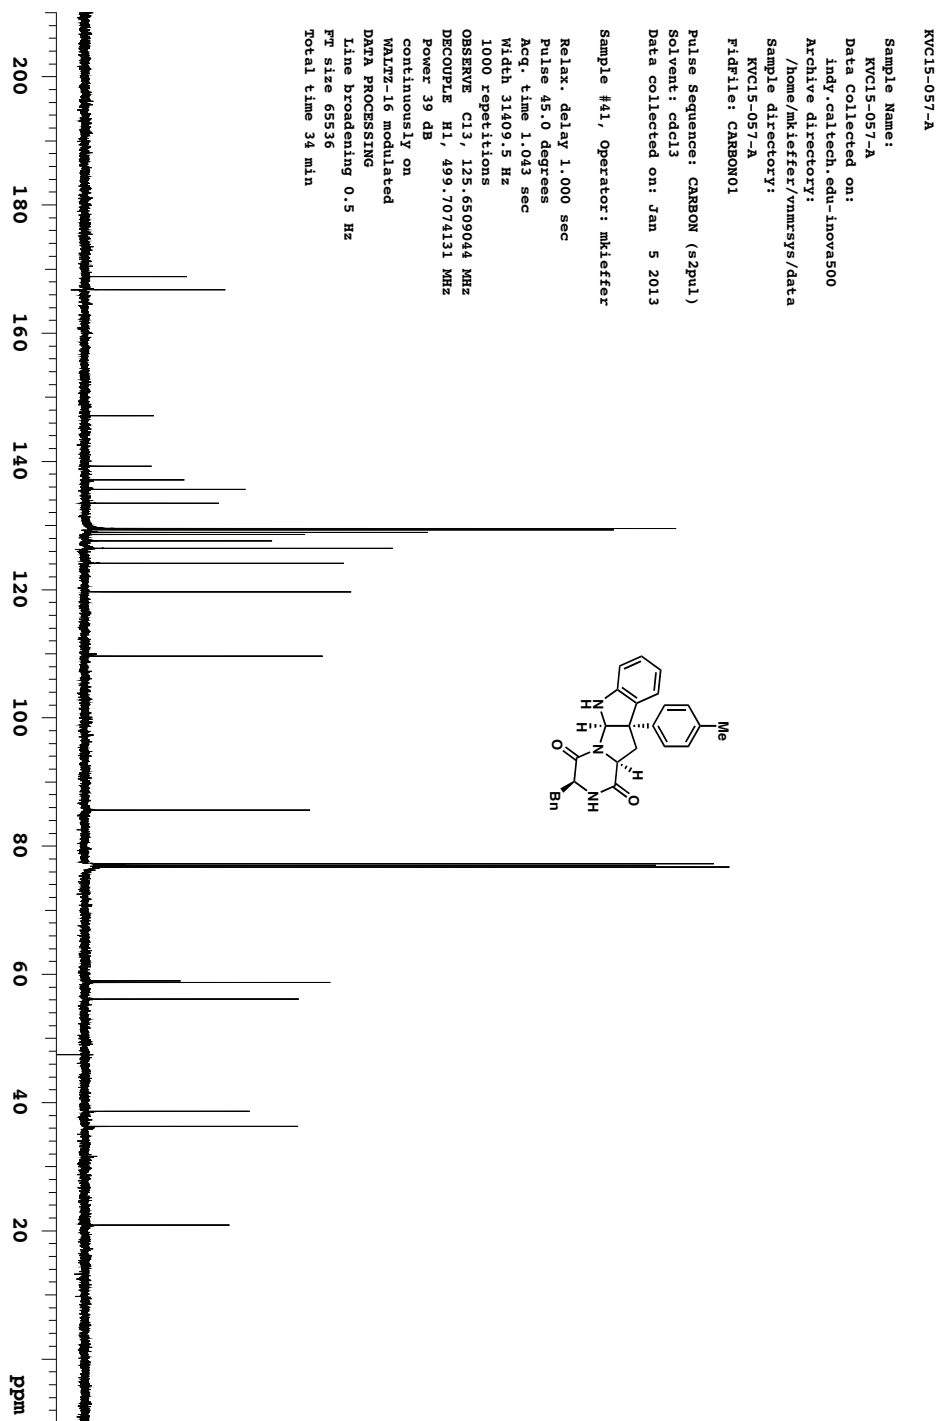 KVC15-057-A
Sample Name:
KVC15-057-A
Data Collected on:
indy.caltech.edu-inova500
Archive directory:
/home/mkieffer/vnmrsys/data
Sample directory:
KVC15-057-A
FidFile: CARBON01
Pulse Sequence: CARBON (s2pul)
Solvent: cdcl3
Data collected on: Jan 5 2013
Sample #41, Operator: mkieffer
Relax. delay 1.000 sec
Pulse 45.0 degrees
Acq. time 1.043 sec
Width 31409.5 Hz
1000 repetitions
OBSERVE C13, 125.6509044 MHz
DECOUPLE H1, 499.7074131 MHz
Power 39 dB
continuously on
WALTZ-16 modulated
DATA PROCESSING
Line broadening 0.5 Hz
FT size 65536
Total time 34 min
Me
N
H
H
N
H
O
NH
O
Bn
200 180 160 140 120 100 80 60 40 20 ppm